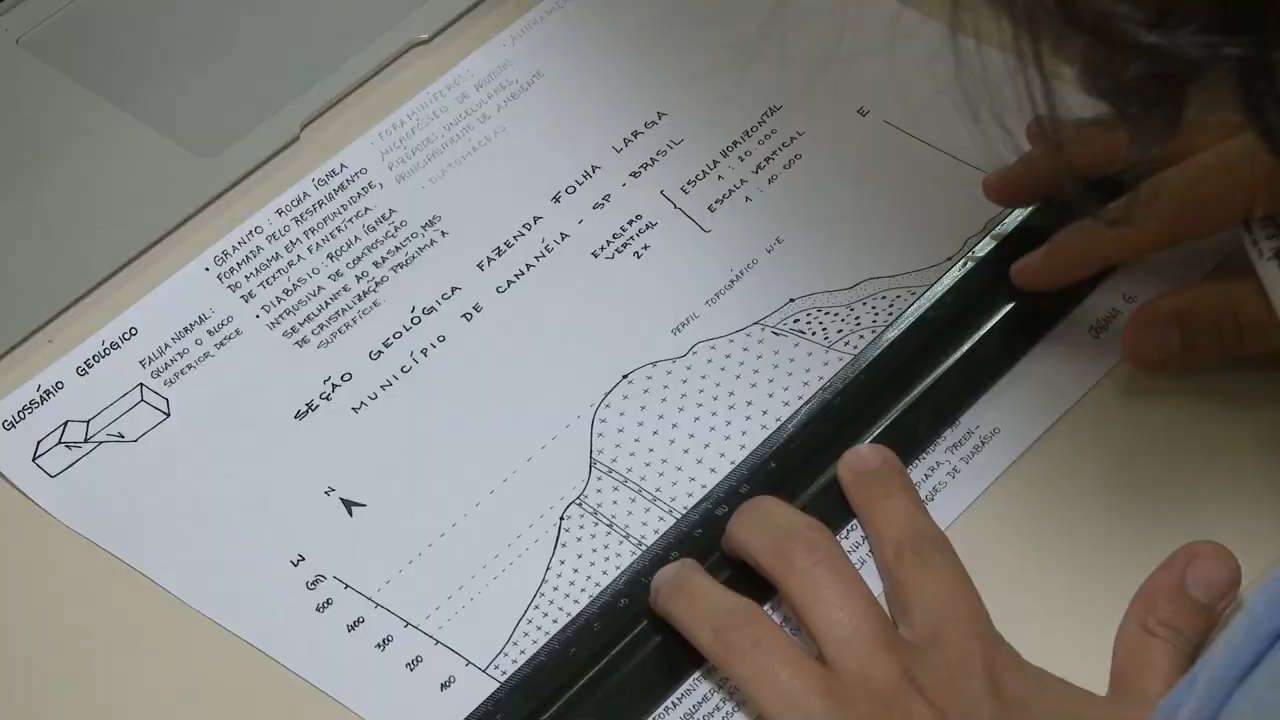 GLOSSÁRIO GEOLÓGICO
FALHA NORMAL:
QUANDO O BLOCO
SUPERIOR DESCE
• GRANITO: ROCHA ÍGNEA
FORMADA PELO RESFRIAMENTO
DO MAGMA EM PROFUNDIDADE,
DE TEXTURA FANERÍTICA.
• DIABÁSIO: ROCHA ÍGNEA
INTRUSIVA DE COMPOSIÇÃO
SEMELHANTE AO BASALTO, MAS
DE CRISTALIZAÇÃO PRÓXIMA À
SUPERFÍCIE.
• FORAMINÍFEROS:
MICROFÓSSEIS DE PROTISTAS
UNICELULARES,
PRINCIPALMENTE DE AMBIENTE
• DIATOMÁCEAS
SEÇÃO GEOLÓGICA FAZENDA FOLHA LARGA
MUNICÍPIO DE CANANÉIA - SP - BRASIL
EXAGERO
VERTICAL
2X
ESCALA HORIZONTAL
1 : 20.000
ESCALA VERTICAL
1 : 10.000
PERFIL TOPOGRÁFICO W-E
E
N
W
(m)
500
400
300
200
100
PIARA, PREEN-
DIQUES DE DIABÁSIO